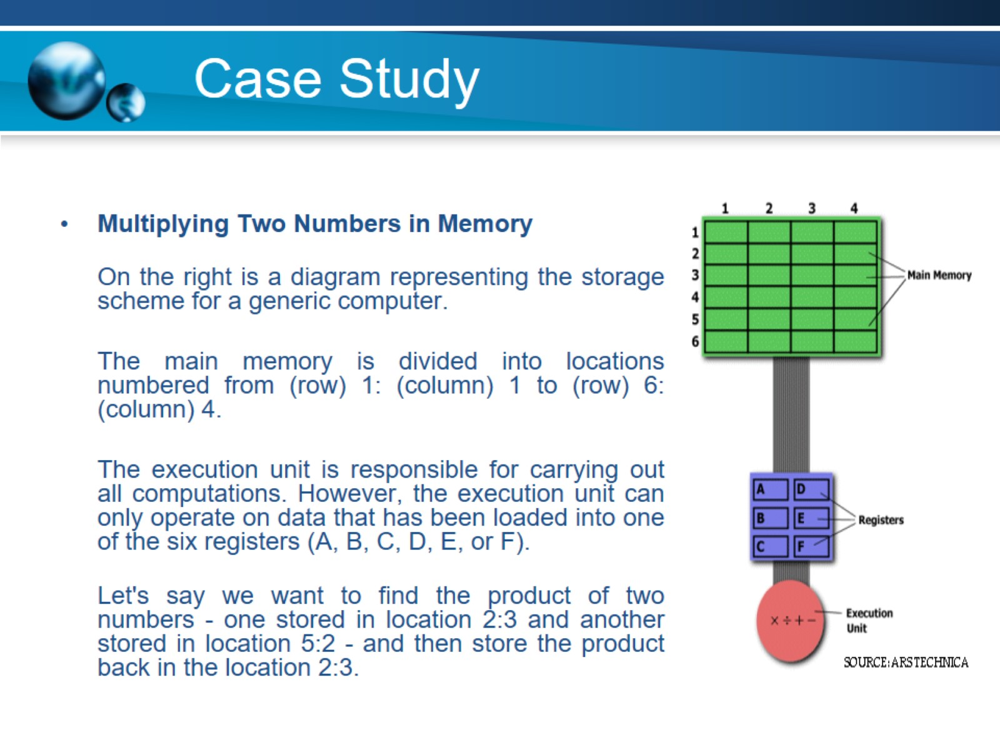 Case Study
• Multiplying Two Numbers in Memory
On the right is a diagram representing the storage
scheme for a generic computer.
The main memory is divided into locations
numbered from (row) 1: (column) 1 to (row) 6:
(column) 4.
The execution unit is responsible for carrying out
all computations. However, the execution unit can
only operate on data that has been loaded into one
of the six registers (A, B, C, D, E, or F).
Let's say we want to find the product of two
numbers - one stored in location 2:3 and another
stored in location 5:2 - and then store the product
back in the location 2:3.
1 2 3 4
1
2
3
4
5
6
Main Memory
A D
B E
C F
Registers
× ÷ + −
Execution
Unit
SOURCE: ARSTECHNICA